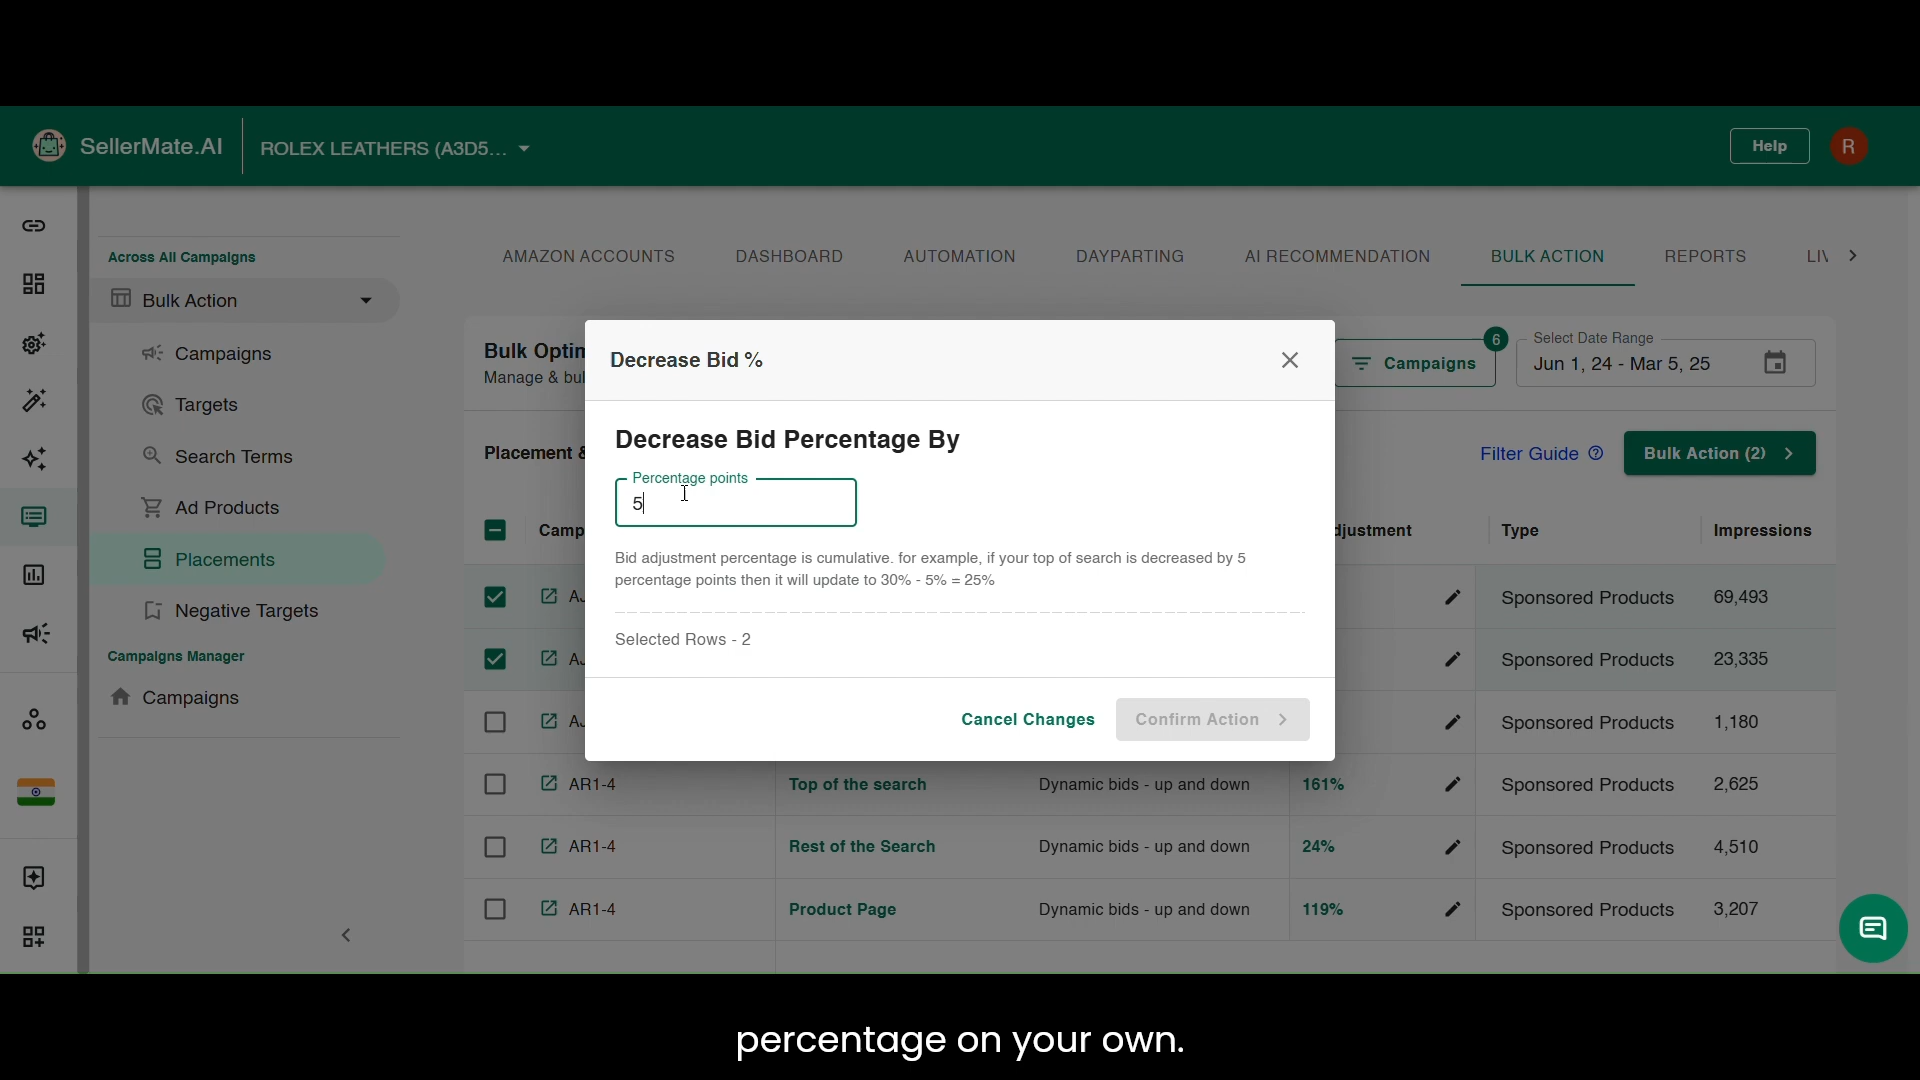 SellerMate.AI
ROLEX LEATHERS (A3D5...
Help
R
Across All Campaigns
Bulk Action
Campaigns
Targets
Search Terms
Ad Products
Placements
Negative Targets
Campaigns Manager
Campaigns
AMAZON ACCOUNTS
DASHBOARD
AUTOMATION
DAYPARTING
AI RECOMMENDATION
BULK ACTION
REPORTS
LIV
Bulk Optim
Manage & bul
Campaigns
6
Select Date Range
Jun 1, 24 - Mar 5, 25
Placement &
Filter Guide
Bulk Action (2)
Camp
djustment
Type
Impressions
AJ
Sponsored Products
69,493
AJ
Sponsored Products
23,335
AJ
Sponsored Products
1,180
AR1-4
Top of the search
Dynamic bids - up and down
161%
Sponsored Products
2,625
AR1-4
Rest of the Search
Dynamic bids - up and down
24%
Sponsored Products
4,510
AR1-4
Product Page
Dynamic bids - up and down
119%
Sponsored Products
3,207
Decrease Bid %
Decrease Bid Percentage By
Percentage points
5
Bid adjustment percentage is cumulative. for example, if your top of search is decreased by 5
percentage points then it will update to 30% - 5% = 25%
Selected Rows - 2
Cancel Changes
Confirm Action
percentage on your own.